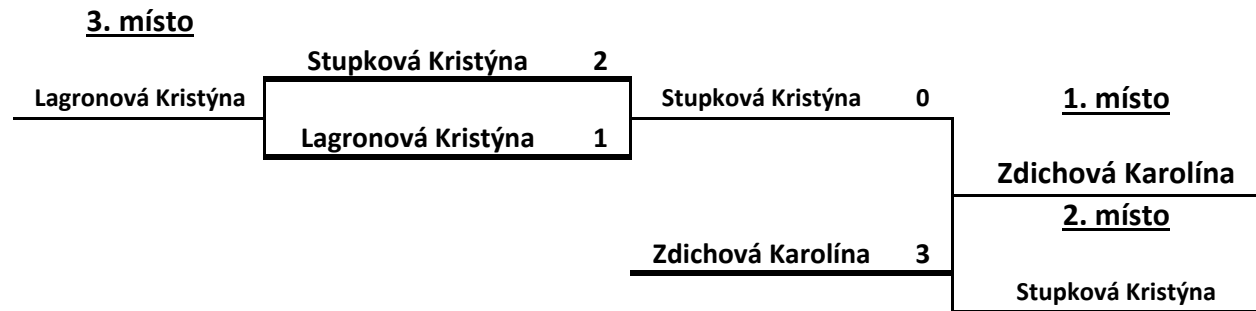 3. místo
Stupková Kristýna 2
Lagronová Kristýna
Stupková Kristýna 0
1. místo
Lagronová Kristýna 1
Zdichová Karolína
2. místo
Zdichová Karolína 3
Stupková Kristýna